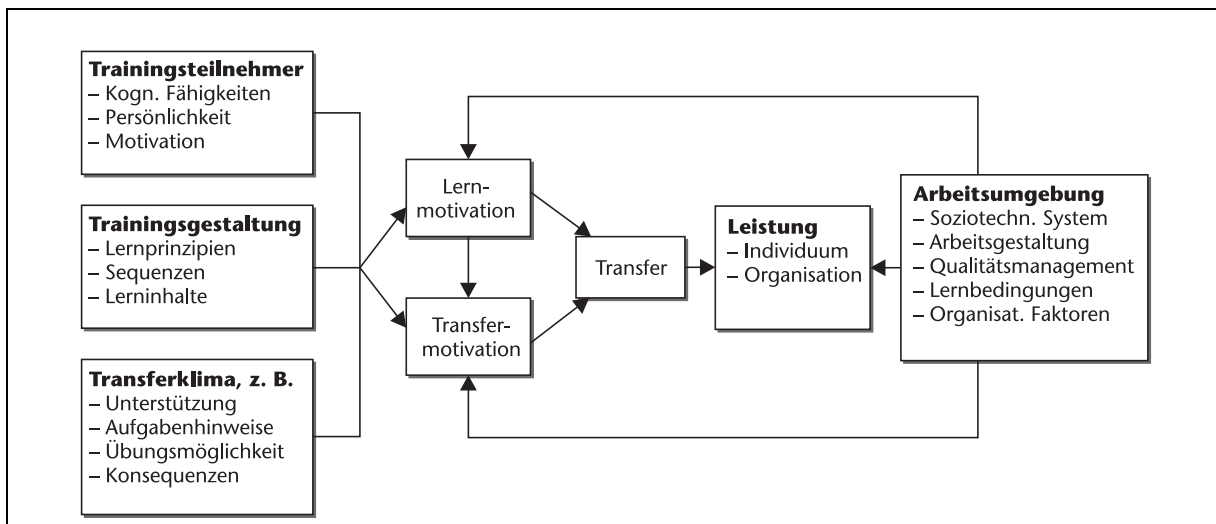 Trainingsteilnehmer
– Kogn. Fähigkeiten
– Persönlichkeit
– Motivation
Trainingsgestaltung
– Lernprinzipien
– Sequenzen
– Lerninhalte
Transferklima, z. B.
– Unterstützung
– Aufgabenhinweise
– Übungsmöglichkeit
– Konsequenzen
Lern-
motivation
Transfer-
motivation
Transfer
Leistung
– Individuum
– Organisation
Arbeitsumgebung
– Soziotechn. System
– Arbeitsgestaltung
– Qualitätsmanagement
– Lernbedingungen
– Organisat. Faktoren